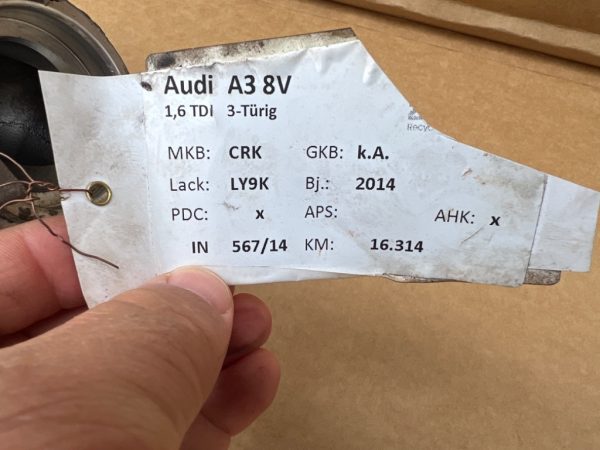 Audi A3 8V
1,6 TDI 3-Türig
MKB: CRK GKB: k.A.
Lack: LY9K Bj.: 2014
PDC: x APS: AHK: x
IN 567/14 KM: 16.314